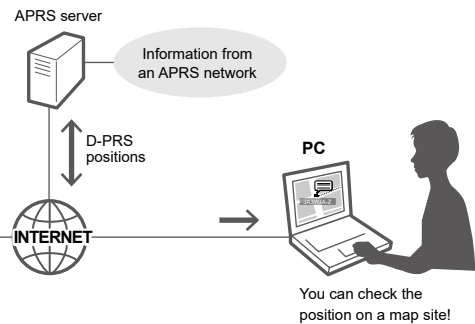 APRS server
Information from
an APRS network
D-PRS
positions
PC
INTERNET
You can check the
position on a map site!